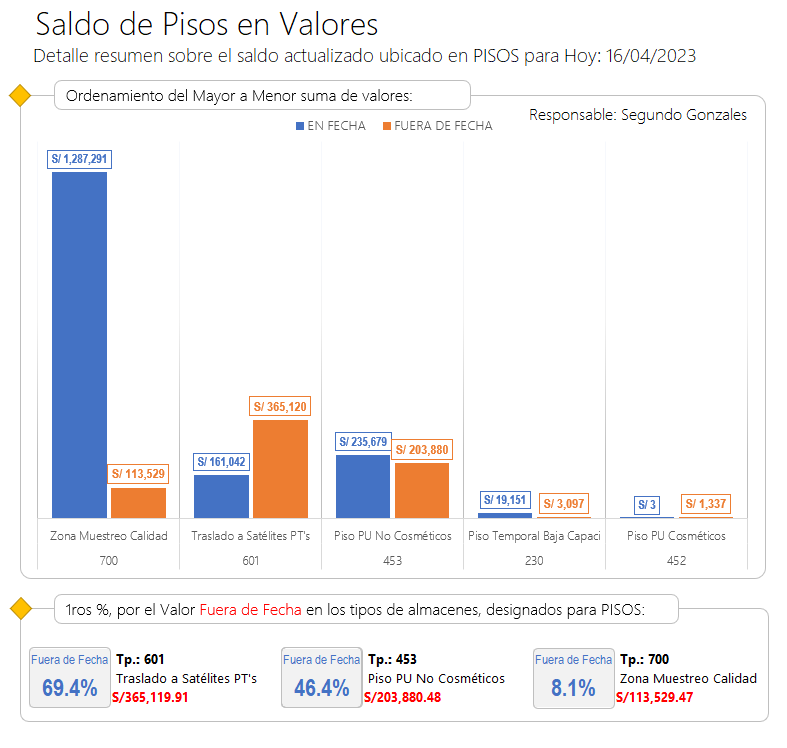 Saldo de Pisos en Valores
Detalle resumen sobre el saldo actualizado ubicado en PISOS para Hoy: 16/04/2023
Ordenamiento del Mayor a Menor suma de valores:
Responsable: Segundo Gonzales
EN FECHA FUERA DE FECHA
S/ 1,287,291
S/ 113,529
S/ 161,042
S/ 365,120
S/ 235,679
S/ 203,880
S/ 19,151
S/ 3,097
S/ 3
S/ 1,337
Zona Muestreo Calidad Traslado a Satélites PT's Piso PU No Cosméticos Piso Temporal Baja Capaci Piso PU Cosméticos
700 601 453 230 452
1ros %, por el Valor Fuera de Fecha en los tipos de almacenes, designados para PISOS:
Fuera de Fecha
69.4%
Tp.: 601
Traslado a Satélites PT's
S/365,119.91
Fuera de Fecha
46.4%
Tp.: 453
Piso PU No Cosméticos
S/203,880.48
Fuera de Fecha
8.1%
Tp.: 700
Zona Muestreo Calidad
S/113,529.47